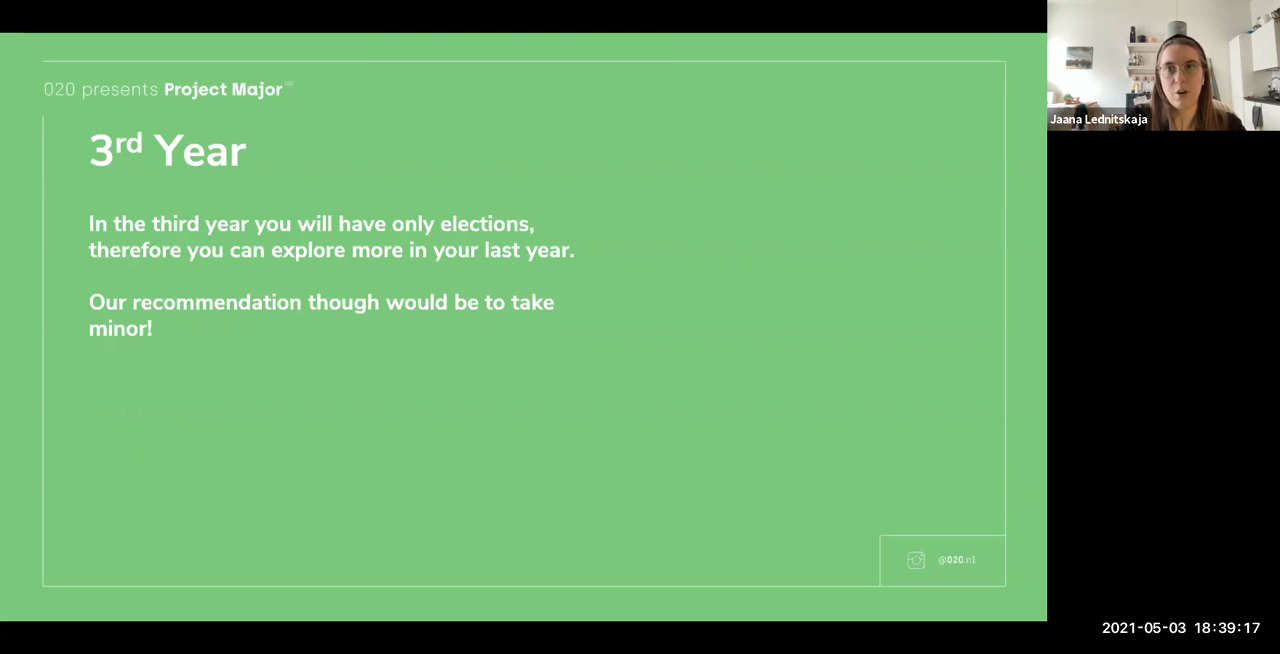 020 presents Project Major
3rd Year
In the third year you will have only elections,
therefore you can explore more in your last year.
Our recommendation though would be to take
minor!
@020.nl
Jaana Lednitskaja
2021-05-03 18:39:17